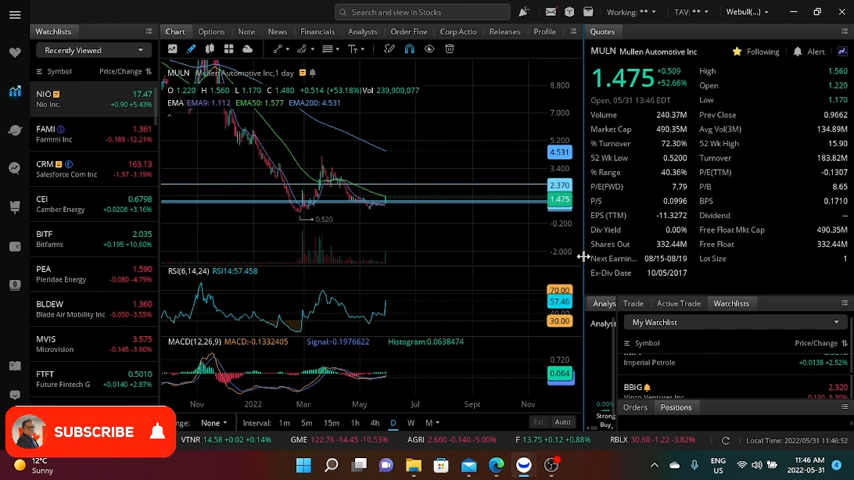 Search and view in Stocks
Working: **
TAV: **
Webull(...)
Watchlists
Chart
Options
Note
News
Financials
Analysts
Order Flow
Corp Actio
Releases
Profile
Quotes
Recently Viewed
Symbol Price/Change
NIO 17.47
Nio Inc. +0.90 +5.43%
FAMI 1.361
Farmmi Inc -0.189 -12.21%
CRM 163.13
Salesforce Com Inc -1.97 -1.19%
CEI 0.6798
Camber Energy +0.0208 +3.16%
BITF 2.035
Bitfarms +0.195 +10.60%
PEA 1.590
Pieridae Energy -0.080 -4.79%
BLDEW 1.360
Blade Air Mobility Inc -0.050 -3.55%
MVIS 3.575
Microvision -0.145 -3.90%
FTFT 0.5010
Future Fintech G +0.0140 +2.87%
MULN Mullen Automotive Inc,1 day
O 1.220 H 1.560 L 1.170 C 1.480 +0.514 (+53.18%) Vol 239,900,077
EMA EMA9: 1.112 EMA50: 1.577 EMA200: 4.531
8.800
7.000
5.200
4.531
3.400
2.370
1.475
-0.200
-2.000
0.520
RSI(6,14,24) RSI14:57.458
70.00
57.46
30.00
MACD(12,26,9) MACD:-0.1332405 Signal:-0.1976622 Histogram:0.0638474
0.720
0.064
Nov 2022 Mar May Jul Sept Nov
nge: None Interval: 1m 5m 15m 1h 4h D W M Ext. Auto
MULN Mullen Automotive Inc Following Alert
1.475 +0.509
+52.66%
Open, 05/31 13:46 EDT
High 1.560
Open 1.220
Low 1.170
Volume 240.37M Prev Close 0.9662
Market Cap 490.35M Avg Vol(3M) 134.89M
% Turnover 72.30% 52 Wk High 15.90
52 Wk Low 0.5200 Turnover 183.82M
% Range 40.36% P/E(TTM) -0.1300
P/E(FWD) 7.79 P/B 8.65
P/S 0.0996 BPS 0.1710
EPS (TTM) -11.3272 Dividend --
Div Yield 0.00% Free Float Mkt Cap 490.35M
Shares Out 332.44M Free Float 332.44M
Next Earnin... 08/15-08/19 Lot Size 1
Ex-Div Date 10/05/2017
Analys Trade Active Trade Watchlists
Analyst
My Watchlist
Symbol Price/Change
Imperial Petrole +0.0138 +2.52%
BBIG 2.320
0.00%
Strong
Buy,
Orders Positions
SUBSCRIBE
VTNR 14.58 +0.02 +0.14% GME 122.76 -14.45 -10.53% AGRI 2.660 -0.140 -5.00% F 13.75 +0.12 +0.88% RBLX 30.60 -1.22 -3.82% Local Time: 2022/05/31 11:46:52
12°C
Sunny
ENG
US
11:46 AM
2022-05-31
4